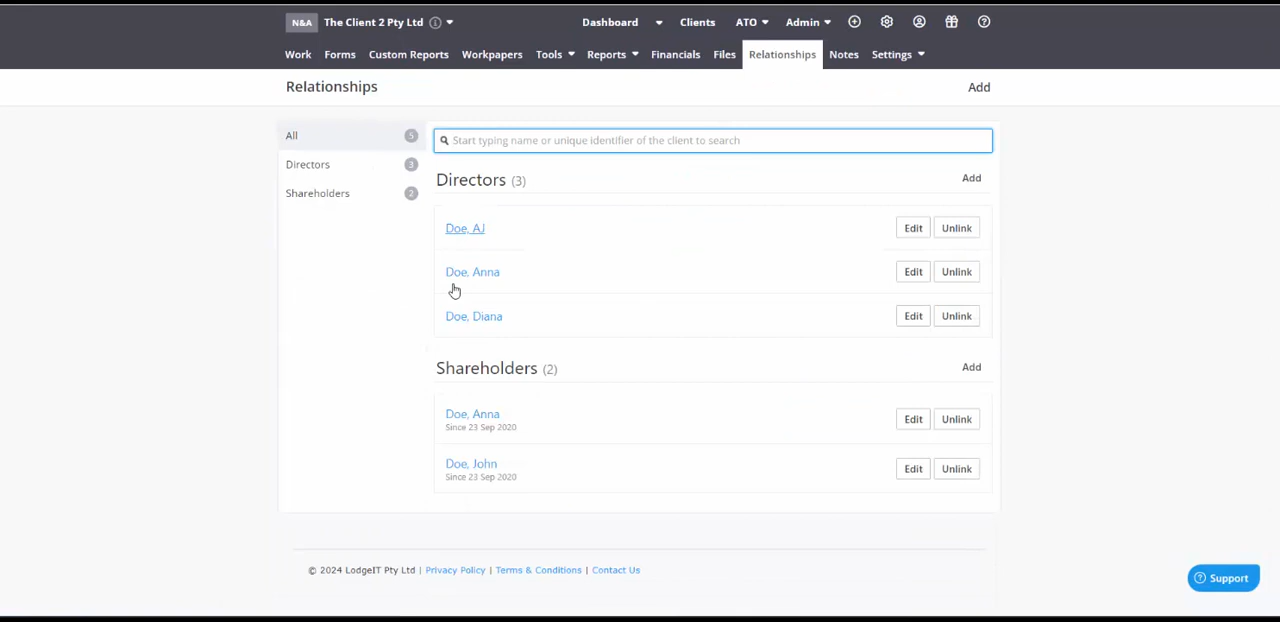 N&A The Client 2 Pty Ltd Dashboard Clients ATO Admin
Work Forms Custom Reports Workpapers Tools Reports Financials Files Relationships Notes Settings
Relationships Add
All 5
Directors 3
Shareholders 2
Start typing name or unique identifier of the client to search
Directors (3) Add
Doe, AJ Edit Unlink
Doe, Anna Edit Unlink
Doe, Diana Edit Unlink
Shareholders (2) Add
Doe, Anna Edit Unlink
Since 23 Sep 2020
Doe, John Edit Unlink
Since 23 Sep 2020
© 2024 LodgeIT Pty Ltd | Privacy Policy | Terms & Conditions | Contact Us
Support